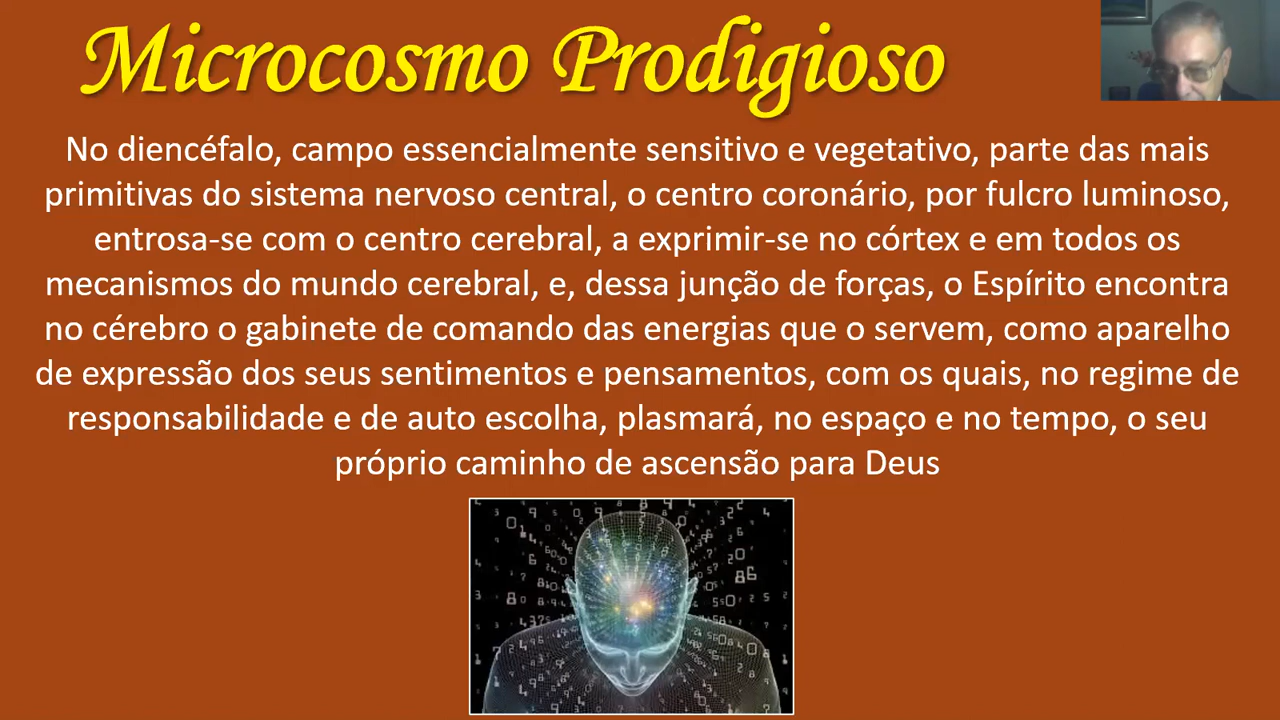 Microcosmo Prodigioso
No diencéfalo, campo essencialmente sensitivo e vegetativo, parte das mais
primitivas do sistema nervoso central, o centro coronário, por fulcro luminoso,
entrosa-se com o centro cerebral, a exprimir-se no córtex e em todos os
mecanismos do mundo cerebral, e, dessa junção de forças, o Espírito encontra
no cérebro o gabinete de comando das energias que o servem, como aparelho
de expressão dos seus sentimentos e pensamentos, com os quais, no regime de
responsabilidade e de auto escolha, plasmará, no espaço e no tempo, o seu
próprio caminho de ascensão para Deus